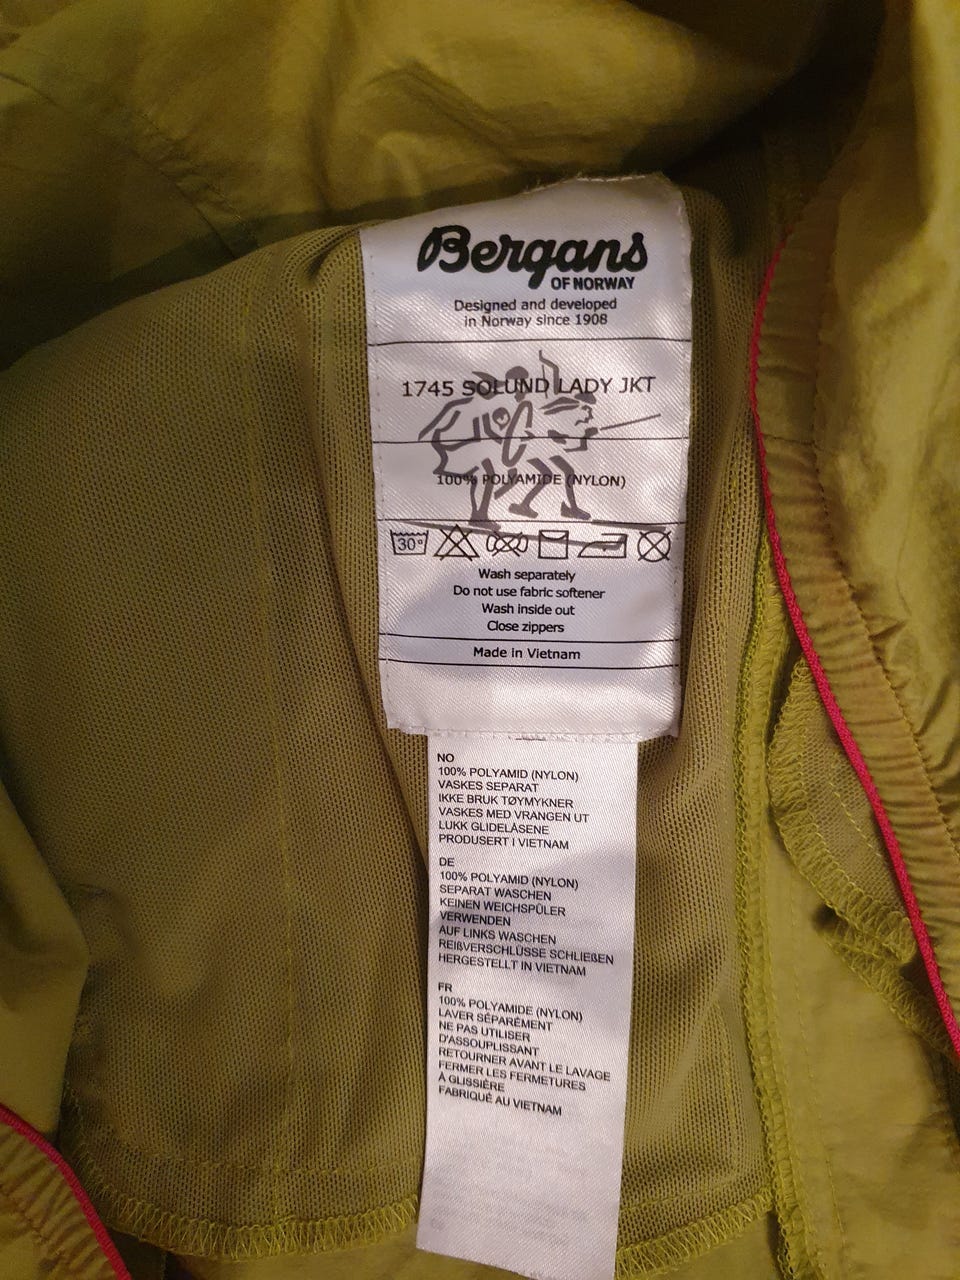 Bergans
OF NORWAY
Designed and developed
in Norway since 1908
1745 SOLUND LADY JKT
100% POLYAMIDE (NYLON)
30°
Wash separately
Do not use fabric softener
Wash inside out
Close zippers
Made in Vietnam
NO
100% POLYAMID (NYLON)
VASKES SEPARAT
IKKE BRUK TØYMYKNER
VASKES MED VRANGEN UT
LUKK GLIDELÅSENE
PRODUSERT I VIETNAM
DE
100% POLYAMID (NYLON)
SEPARAT WASCHEN
KEINEN WEICHSPÜLER
VERWENDEN
AUF LINKS WASCHEN
REIßVERSCHLÜSSE SCHLIEßEN
HERGESTELLT IN VIETNAM
FR
100% POLYAMIDE (NYLON)
LAVER SÉPARÉMENT
NE PAS UTILISER
D'ASSOUPLISSANT
RETOURNER AVANT LE LAVAGE
FERMER LES FERMETURES
À GLISSIÈRE
FABRIQUÉ AU VIETNAM